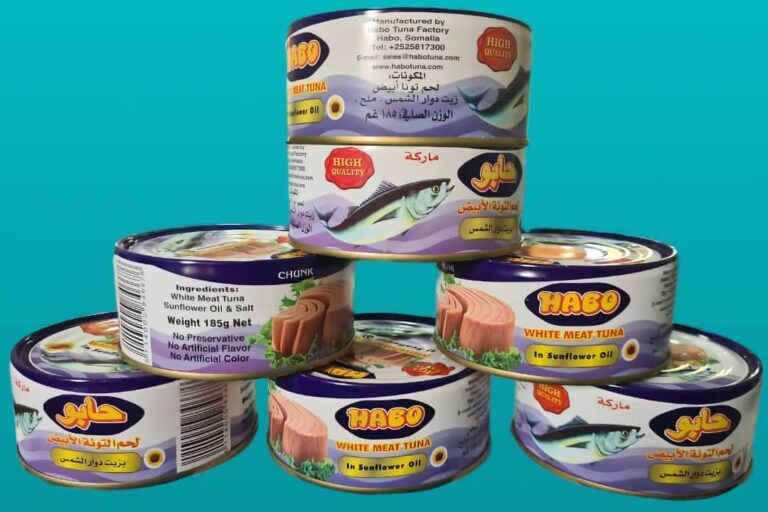 Manufactured by
Habo Tuna Factory
Habo, Somalia
Tel: +2525817300
E-mail: sales@habotuna.com
www.habotuna.com
المكونات:
لحم تونا أبيض
زيت دوار الشمس . ملح .
الوزن الصافي: ١٨٥ غم
HIGH
QUALITY
HABO
WHITE MEAT TUNA
Sunflower Oil
HIGH
QUALITY
ماركة
حابو
لحم التونة الأبيض
بزيت دوار الشمس
CHUNK
Ingredients:
White Meat Tuna
Sunflower Oil & Salt
Weight 185g Net
No Preservative
No Artificial Flavor
No Artificial Color
HABO
WHITE MEAT TUNA
In Sunflower Oil
حابو
لحم التونة الأبيض
بزيت دوار الشمس
HABO
WHITE MEAT TUNA
In Sunflower Oil
HIGH
QUALITY
ماركة
حابو
لحم التونة الأبيض
بزيت دوار الشمس